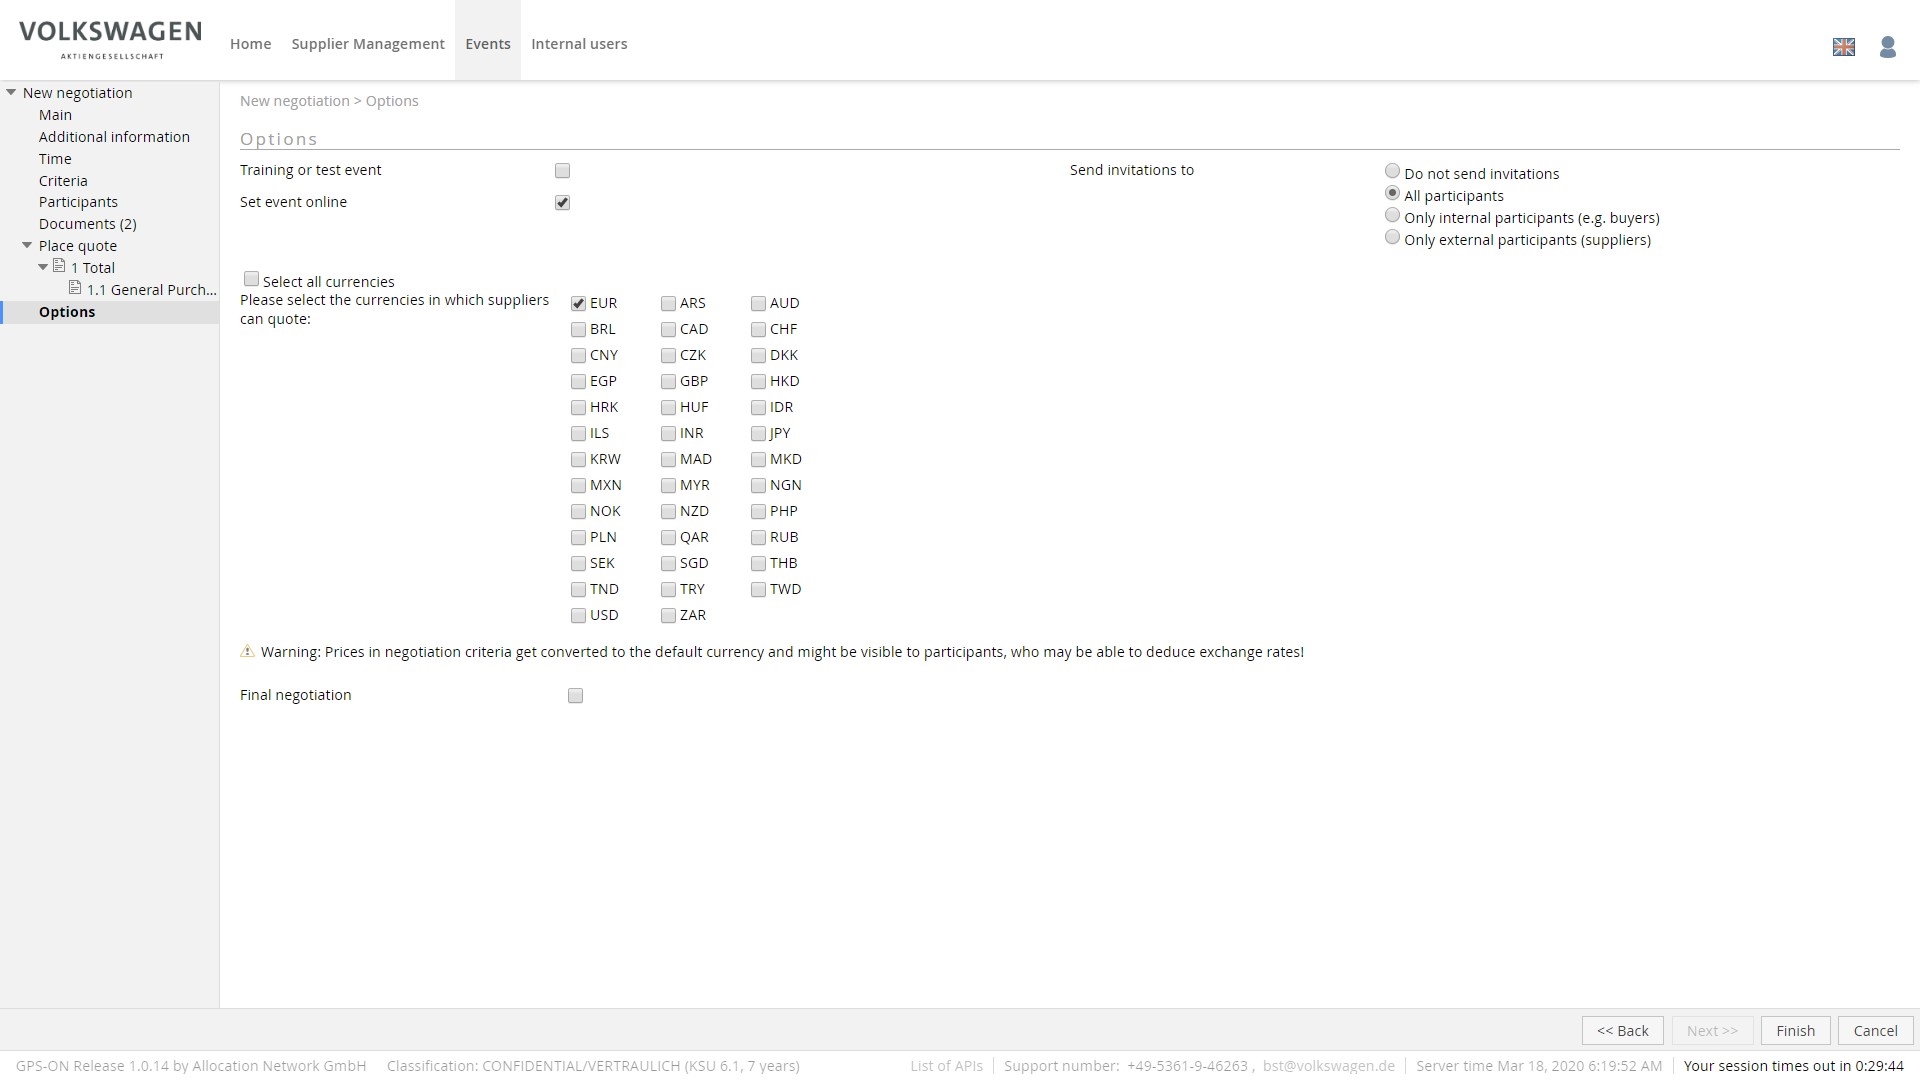 VOLKSWAGEN
AKTIENGESELLSCHAFT
Home Supplier Management Events Internal users
New negotiation
Main
Additional information
Time
Criteria
Participants
Documents (2)
Place quote
1 Total
1.1 General Purch...
Options
New negotiation > Options
Options
Training or test event
Set event online
Send invitations to
Do not send invitations
All participants
Only internal participants (e.g. buyers)
Only external participants (suppliers)
Select all currencies
Please select the currencies in which suppliers
can quote:
EUR ARS AUD
BRL CAD CHF
CNY CZK DKK
EGP GBP HKD
HRK HUF IDR
ILS INR JPY
KRW MAD MKD
MXN MYR NGN
NOK NZD PHP
PLN QAR RUB
SEK SGD THB
TND TRY TWD
USD ZAR
Warning: Prices in negotiation criteria get converted to the default currency and might be visible to participants, who may be able to deduce exchange rates!
Final negotiation
<< Back Next >> Finish Cancel
GPS-ON Release 1.0.14 by Allocation Network GmbH Classification: CONFIDENTIAL/VERTRAULICH (KSU 6.1, 7 years) List of APIs Support number: +49-5361-9-46263 , bst@volkswagen.de Server time Mar 18, 2020 6:19:52 AM Your session times out in 0:29:44